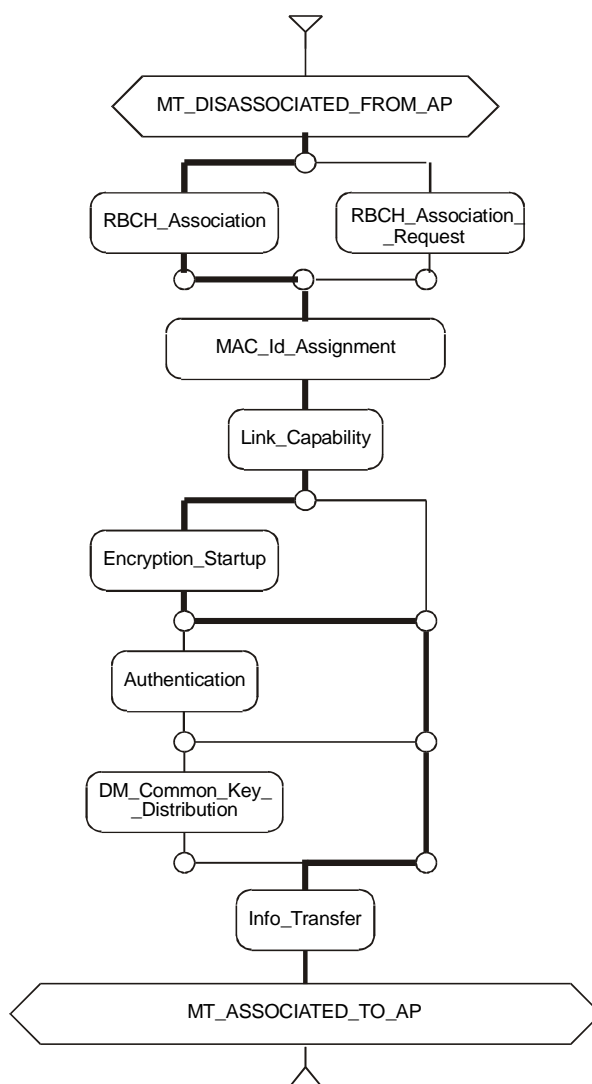 MT_DISASSOCIATED_FROM_AP
RBCH_Association
RBCH_Association_
_Request
MAC_Id_Assignment
Link_Capability
Encryption_Startup
Authentication
DM_Common_Key_
_Distribution
Info_Transfer
MT_ASSOCIATED_TO_AP